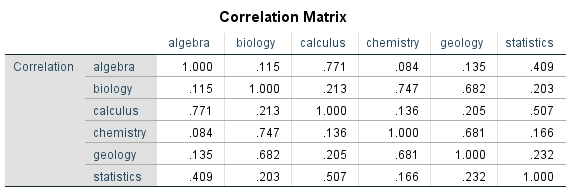 Correlation Matrix
algebra biology calculus chemistry geology statistics
Correlation algebra 1.000 .115 .771 .084 .135 .409
biology .115 1.000 .213 .747 .682 .203
calculus .771 .213 1.000 .136 .205 .507
chemistry .084 .747 .136 1.000 .681 .166
geology .135 .682 .205 .681 1.000 .232
statistics .409 .203 .507 .166 .232 1.000